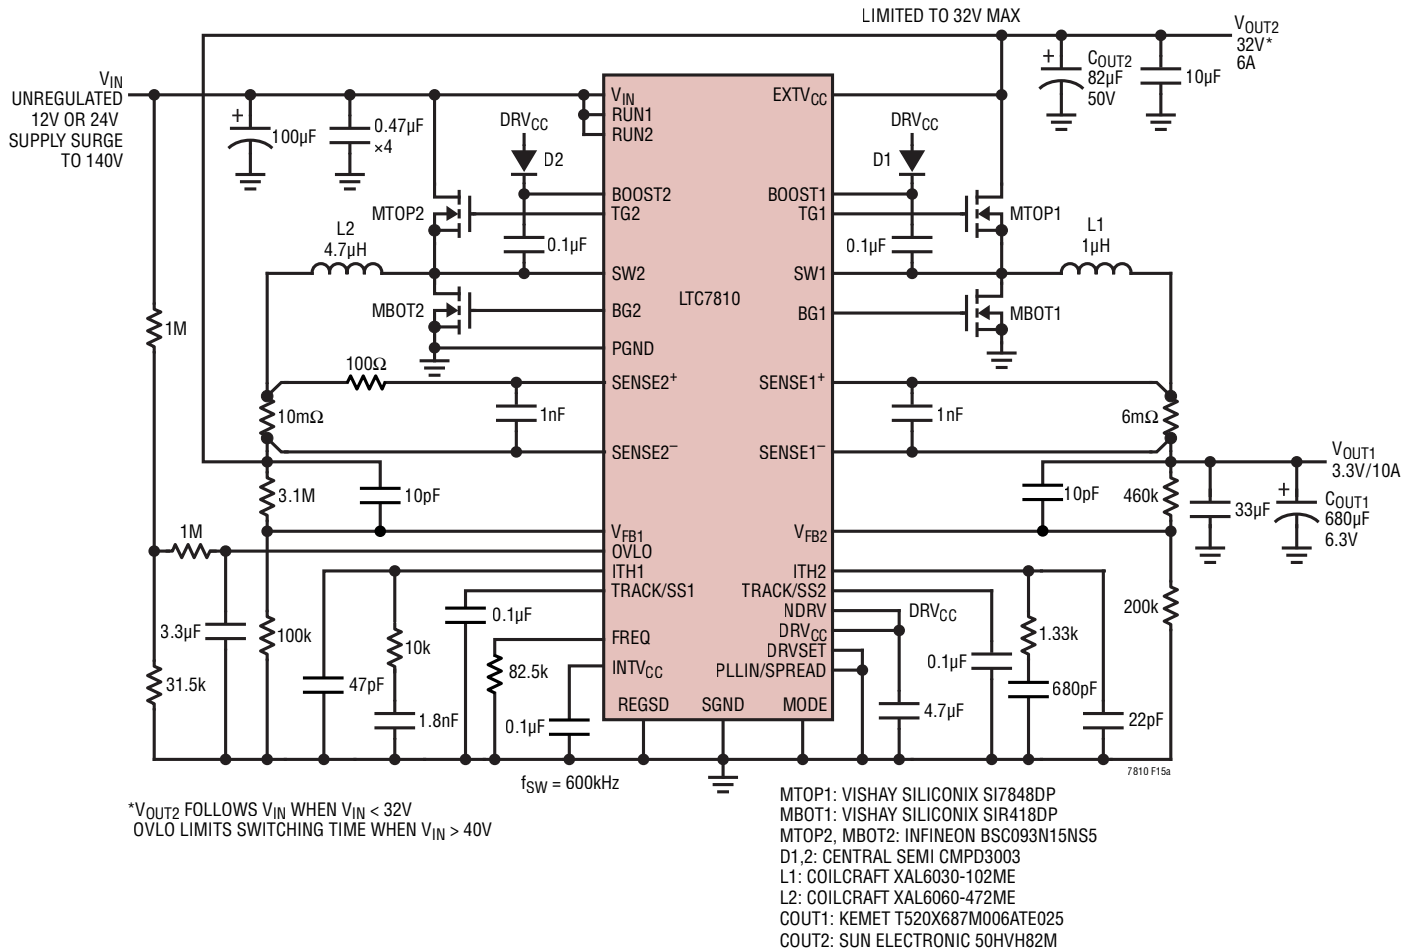 LIMITED TO 32V MAX
VOUT2
32V*
6A
COUT2
82µF
50V
10µF
VIN
UNREGULATED
12V OR 24V
SUPPLY SURGE
TO 140V
100µF
0.47µF
×4
DRVCC
D2
VIN
RUN1
RUN2
EXTVCC
DRVCC
D1
BOOST2
TG2
BOOST1
TG1
MTOP2
MTOP1
0.1µF
0.1µF
L2
4.7µH
L1
1µH
SW2
SW1
LTC7810
MBOT2
BG2
BG1
MBOT1
1M
PGND
100Ω
SENSE2+
SENSE1+
10mΩ
1nF
1nF
6mΩ
SENSE2–
SENSE1–
VOUT1
3.3V/10A
3.1M
10pF
10pF
460k
33µF
COUT1
680µF
6.3V
1M
VFB1
OVLO
ITH1
TRACK/SS1
FREQ
INTVCC
VFB2
ITH2
TRACK/SS2
NDRV
DRVCC
DRVSET
PLLIN/SPREAD
DRVCC
REGSD
SGND
MODE
3.3µF
100k
31.5k
47pF
10k
1.8nF
0.1µF
82.5k
0.1µF
4.7µF
0.1µF
1.33k
680pF
22pF
200k
7810 F15a
fSW = 600kHz
*VOUT2 FOLLOWS VIN WHEN VIN < 32V
OVLO LIMITS SWITCHING TIME WHEN VIN > 40V
MTOP1: VISHAY SILICONIX SI7848DP
MBOT1: VISHAY SILICONIX SIR418DP
MTOP2, MBOT2: INFINEON BSC093N15NS5
D1,2: CENTRAL SEMI CMPD3003
L1: COILCRAFT XAL6030-102ME
L2: COILCRAFT XAL6060-472ME
COUT1: KEMET T520X687M006ATE025
COUT2: SUN ELECTRONIC 50HVH82M